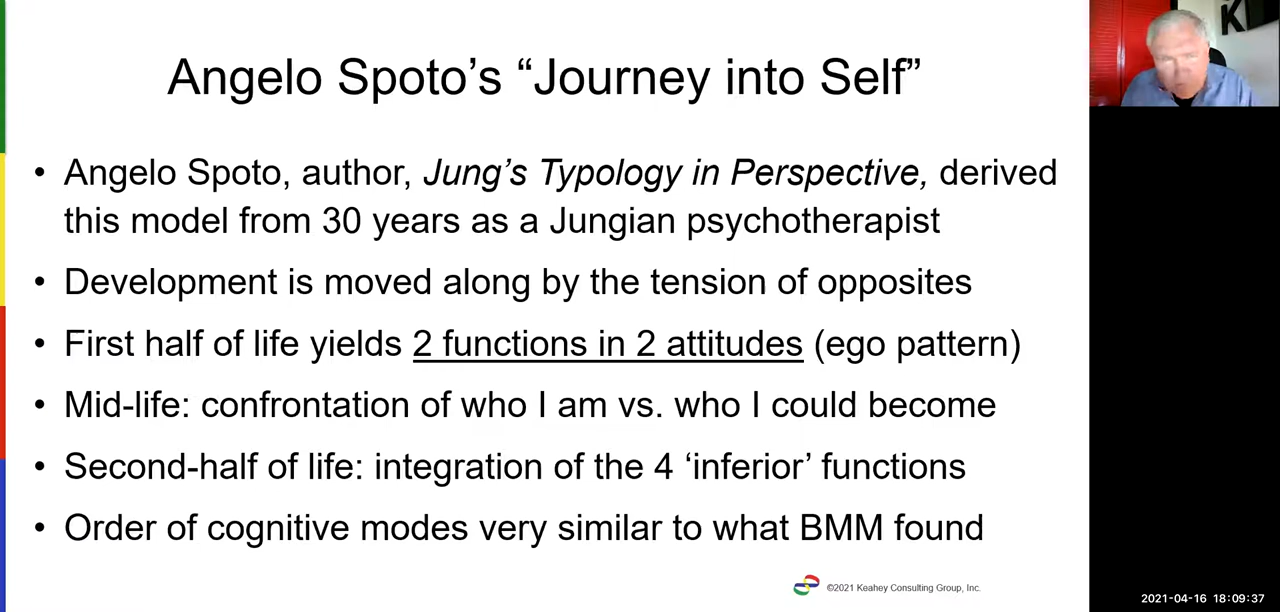 Angelo Spoto’s “Journey into Self”
• Angelo Spoto, author, Jung’s Typology in Perspective, derived
this model from 30 years as a Jungian psychotherapist
• Development is moved along by the tension of opposites
• First half of life yields 2 functions in 2 attitudes (ego pattern)
• Mid-life: confrontation of who I am vs. who I could become
• Second-half of life: integration of the 4 ‘inferior’ functions
• Order of cognitive modes very similar to what BMM found
©2021 Keahey Consulting Group, Inc.
K
2021-04-16 18:09:37